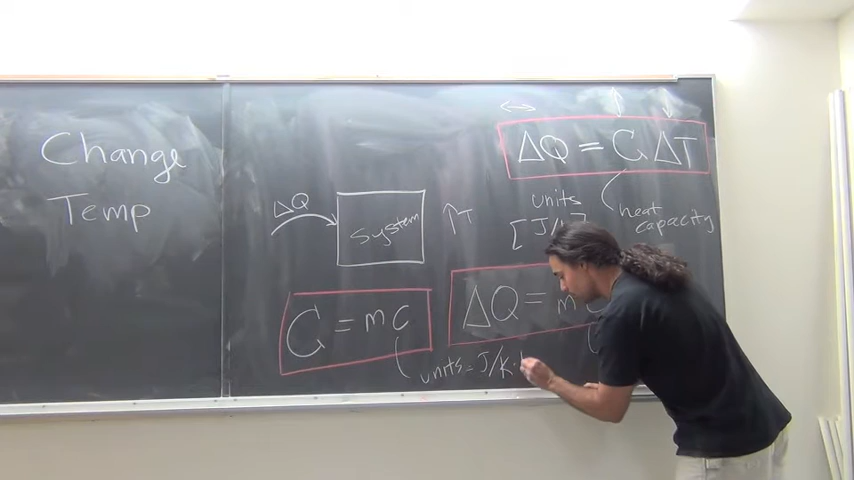 Change
Temp
ΔQ
System
↑T
C = mc
units = J/K·
ΔQ = CΔT
units
[J/
heat
capacity
ΔQ = m